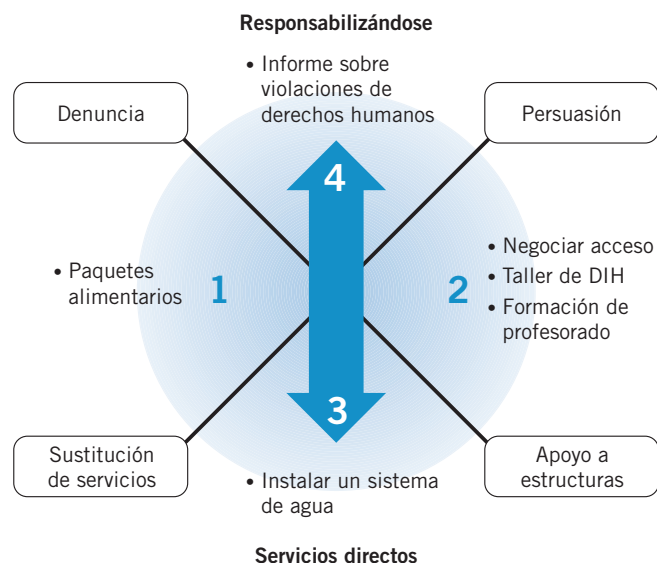 Responsabilizándose
• Informe sobre
violaciones de
derechos humanos
Denuncia
Persuasión
4
• Paquetes
alimentarios
1
2
• Negociar acceso
• Taller de DIH
• Formación de
profesorado
3
Sustitución
de servicios
• Instalar un sistema
de agua
Apoyo a
estructuras
Servicios directos